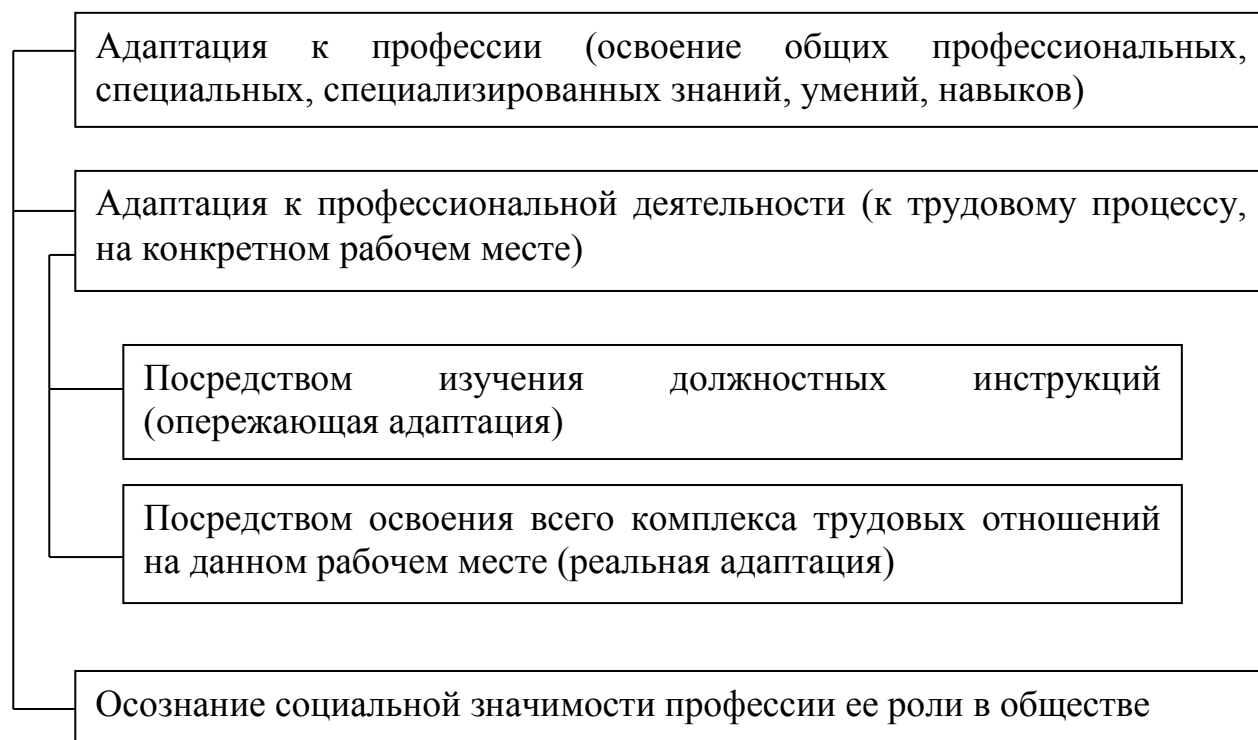 Адаптация к профессии (освоение общих профессиональных,
специальных, специализированных знаний, умений, навыков)
Адаптация к профессиональной деятельности (к трудовому процессу,
на конкретном рабочем месте)
Посредством изучения должностных инструкций
(опережающая адаптация)
Посредством освоения всего комплекса трудовых отношений
на данном рабочем месте (реальная адаптация)
Осознание социальной значимости профессии ее роли в обществе